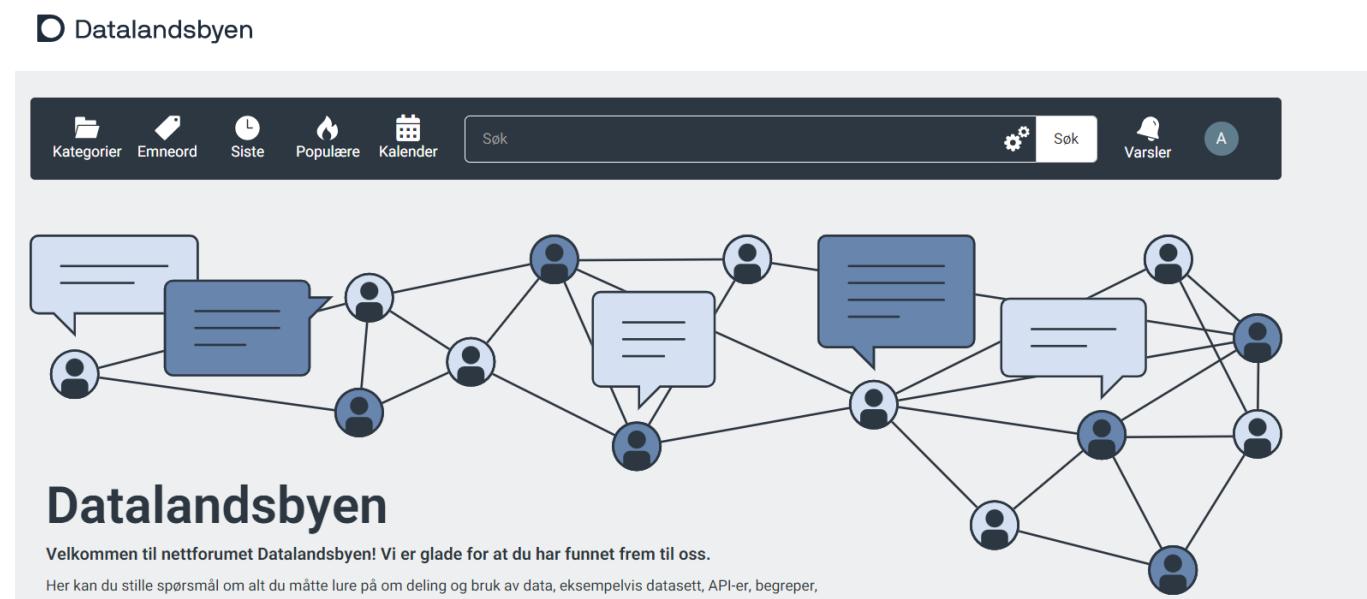 Datalandsbyen
Kategorier Emneord Siste Populære Kalender Søk Søk Varsler A
Datalandsbyen
Velkommen til nettforumet Datalandsbyen! Vi er glade for at du har funnet frem til oss.
Her kan du stille spørsmål om alt du måtte lure på om deling og bruk av data, eksempelvis datasett, API-er, begreper,